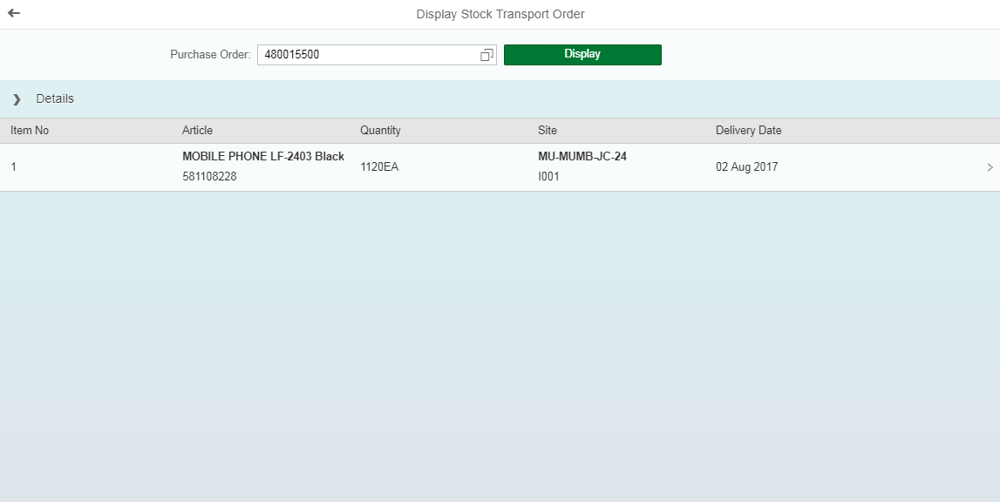 Display Stock Transport Order
Purchase Order: 480015500 Display
Details
Item No Article Quantity Site Delivery Date
1 MOBILE PHONE LF-2403 Black 1120EA MU-MUMB-JC-24 02 Aug 2017
581108228 I001